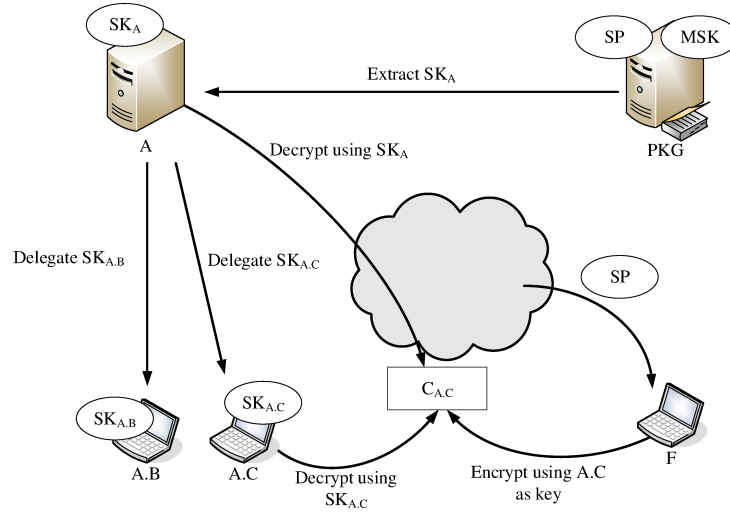 SK_A
SP
MSK
Extract SK_A
A
PKG
Decrypt using SK_A
Delegate SK_A.B
Delegate SK_A.C
SP
C_A.C
SK_A.B
SK_A.C
A.B
A.C
F
Decrypt using
SK_A.C
Encrypt using A.C
as key